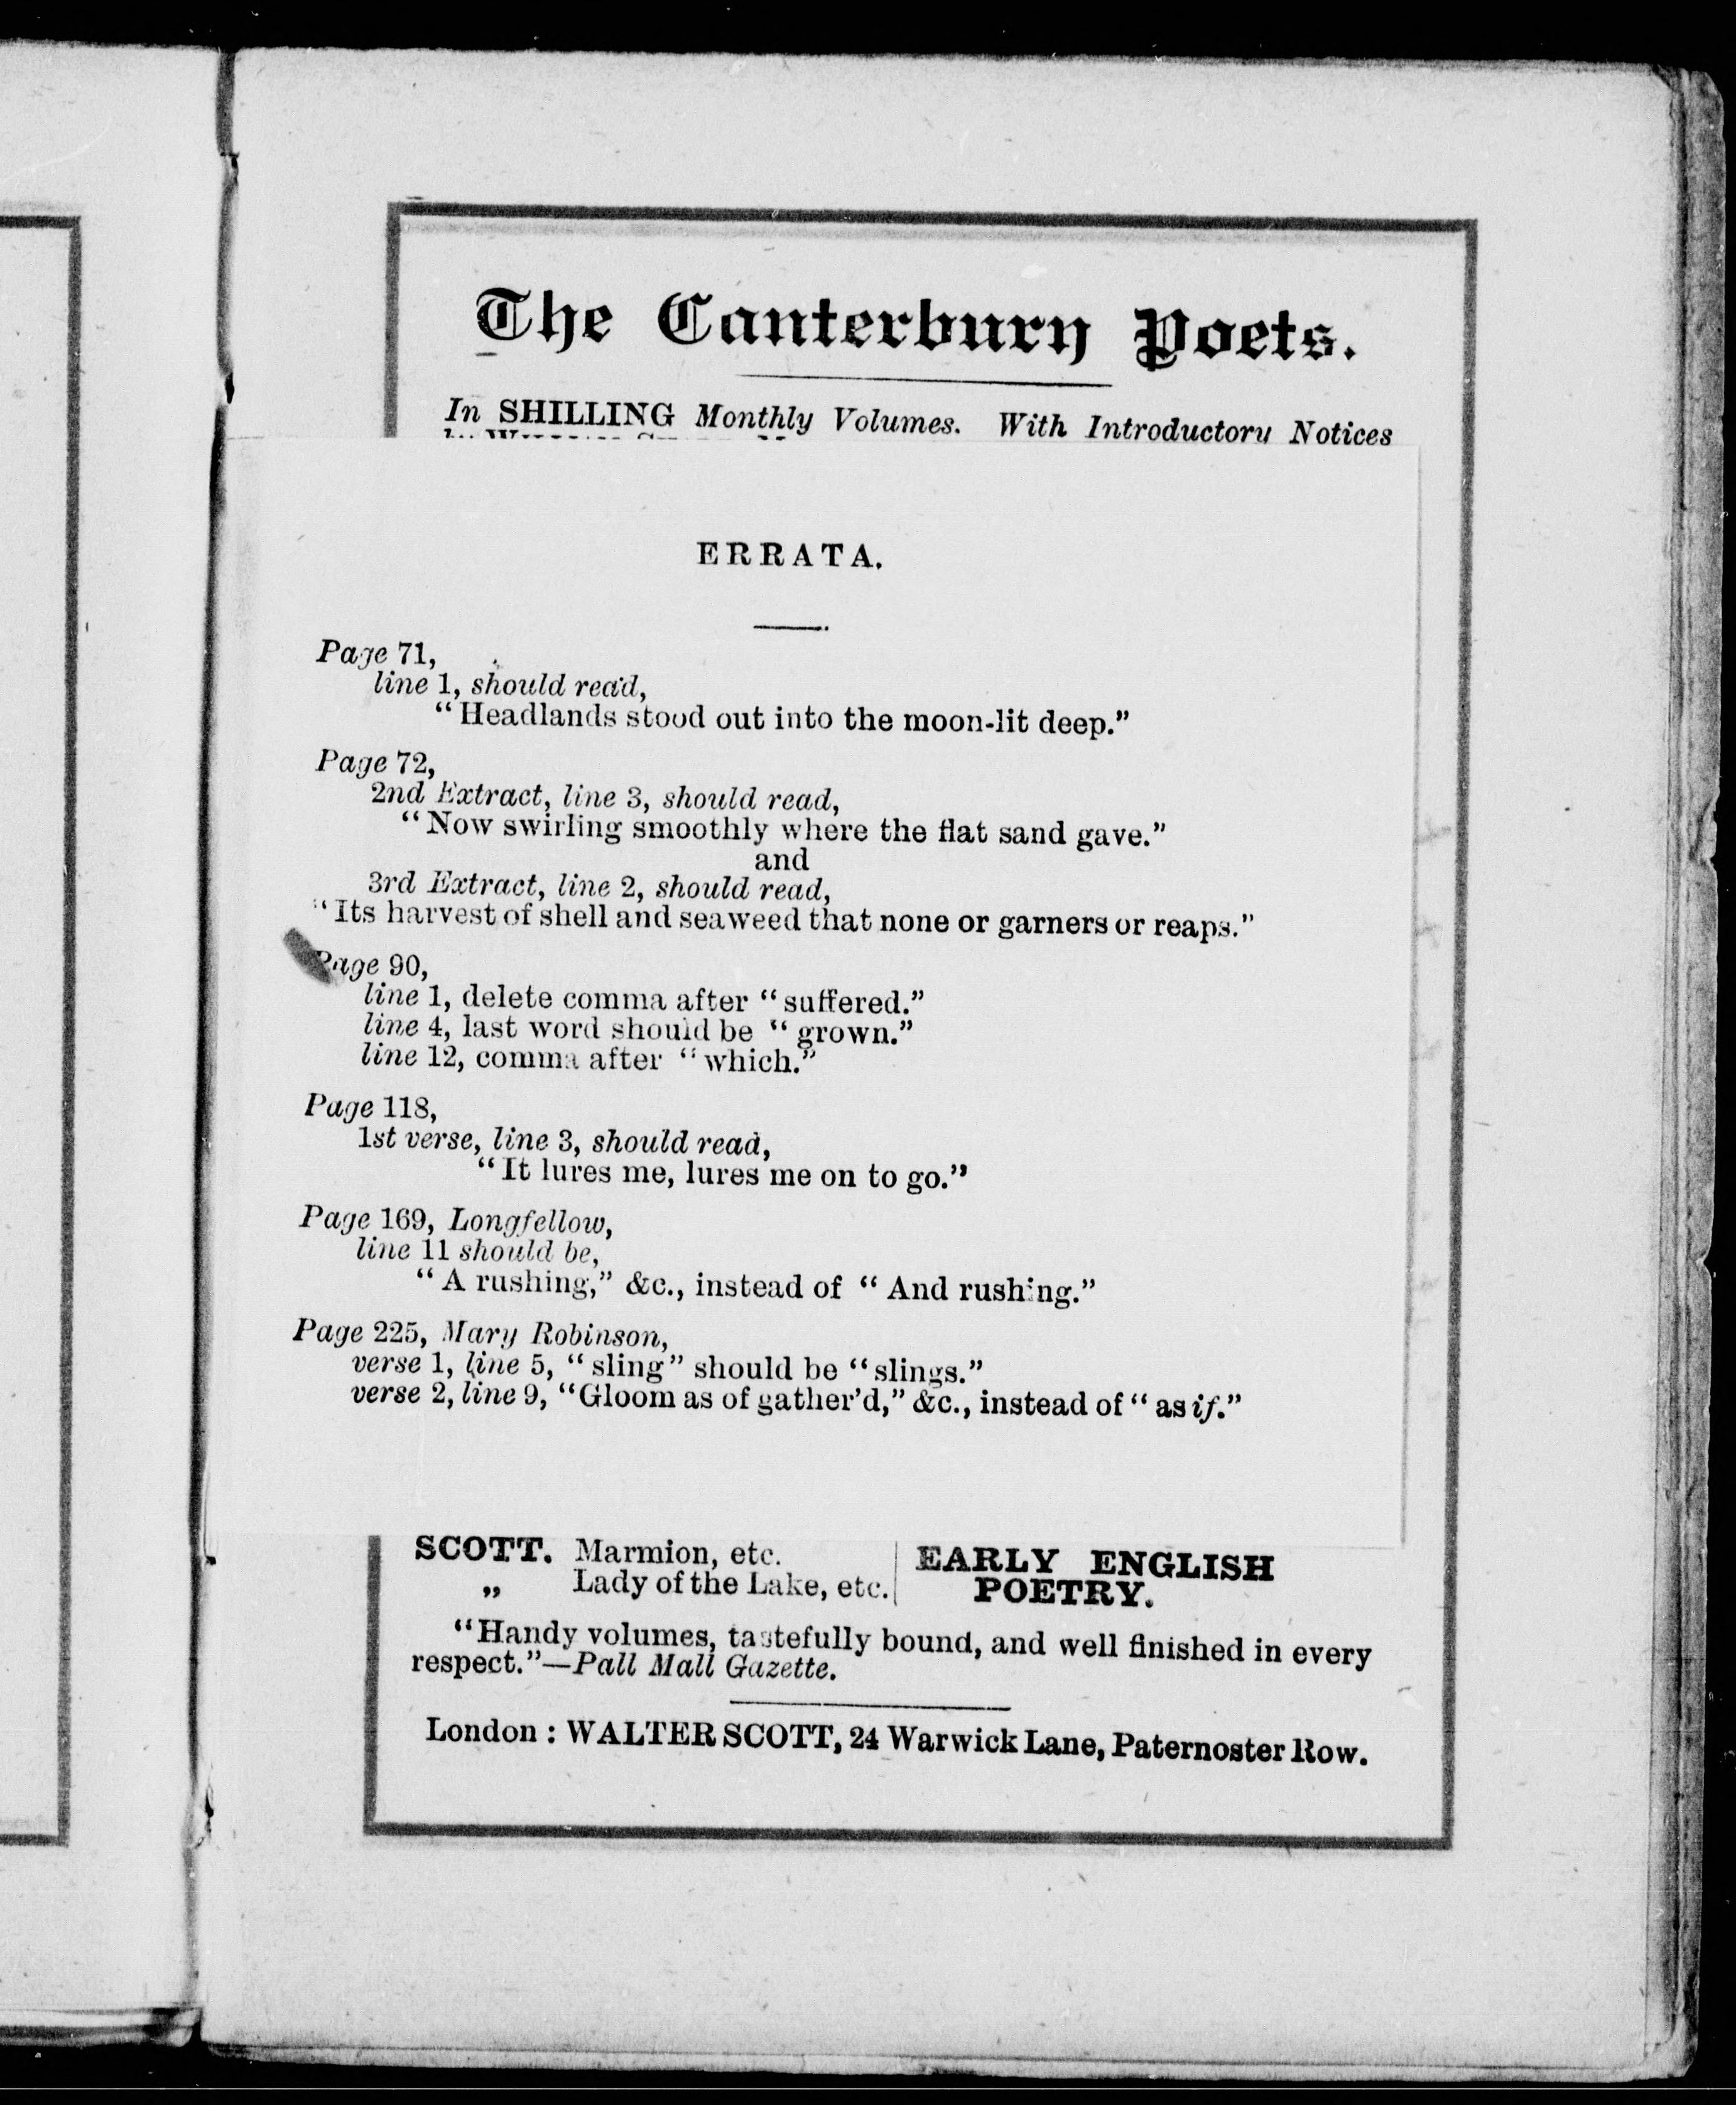 The Canterbury Poets.
In SHILLING Monthly Volumes. With Introductory Notices
ERRATA.
Page 71,
line 1, should read,
“Headlands stood out into the moon-lit deep.”
Page 72,
2nd Extract, line 3, should read,
“Now swirling smoothly where the flat sand gave.”
and
3rd Extract, line 2, should read,
“Its harvest of shell and seaweed that none or garners or reaps.”
Page 90,
line 1, delete comma after “suffered.”
line 4, last word should be “grown.”
line 12, comma after “which.”
Page 118,
1st verse, line 3, should read,
“It lures me, lures me on to go.”
Page 169, Longfellow,
line 11 should be,
“A rushing,” &c., instead of “And rushing.”
Page 225, Mary Robinson,
verse 1, line 5, “sling” should be “slings.”
verse 2, line 9, “Gloom as of gather’d,” &c., instead of “as if.”
SCOTT. Marmion, etc.
„ Lady of the Lake, etc.
EARLY ENGLISH
POETRY.
“Handy volumes, tastefully bound, and well finished in every
respect.”—Pall Mall Gazette.
London : WALTER SCOTT, 24 Warwick Lane, Paternoster Row.